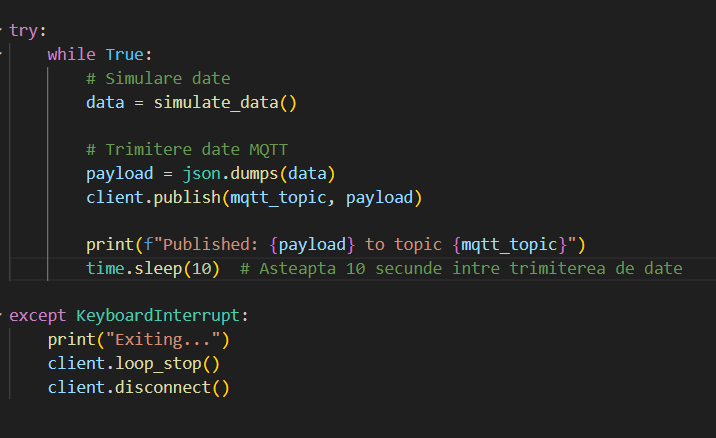 try:
    while True:
        # Simulare date
        data = simulate_data()
        # Trimitere date MQTT
        payload = json.dumps(data)
        client.publish(mqtt_topic, payload)
        print(f"Published: {payload} to topic {mqtt_topic}")
        time.sleep(10)  # Asteapta 10 secunde intre trimiterea de date
except KeyboardInterrupt:
    print("Exiting...")
    client.loop_stop()
    client.disconnect()